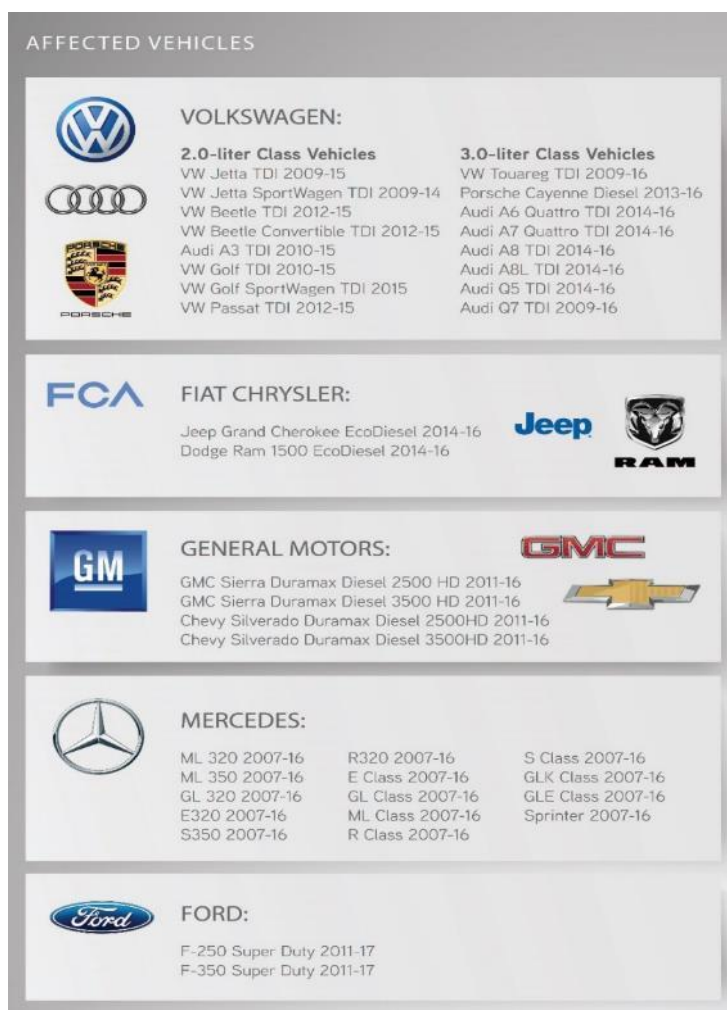 AFFECTED VEHICLES
VOLKSWAGEN:
2.0-liter Class Vehicles
VW Jetta TDI 2009-15
VW Jetta SportWagen TDI 2009-14
VW Beetle TDI 2012-15
VW Beetle Convertible TDI 2012-15
Audi A3 TDI 2010-15
VW Golf TDI 2010-15
VW Golf SportWagen TDI 2015
VW Passat TDI 2012-15
3.0-liter Class Vehicles
VW Touareg TDI 2009-16
Porsche Cayenne Diesel 2013-16
Audi A6 Quattro TDI 2014-16
Audi A7 Quattro TDI 2014-16
Audi A8 TDI 2014-16
Audi A8L TDI 2014-16
Audi Q5 TDI 2014-16
Audi Q7 TDI 2009-16
PORSCHE
PORSCHE
FCA
FIAT CHRYSLER:
Jeep Grand Cherokee EcoDiesel 2014-16
Dodge Ram 1500 EcoDiesel 2014-16
Jeep
RAM
GM
GENERAL MOTORS:
GMC
GMC Sierra Duramax Diesel 2500 HD 2011-16
GMC Sierra Duramax Diesel 3500 HD 2011-16
Chevy Silverado Duramax Diesel 2500HD 2011-16
Chevy Silverado Duramax Diesel 3500HD 2011-16
MERCEDES:
ML 320 2007-16
ML 350 2007-16
GL 320 2007-16
E320 2007-16
S350 2007-16
R320 2007-16
E Class 2007-16
GL Class 2007-16
ML Class 2007-16
R Class 2007-16
S Class 2007-16
GLK Class 2007-16
GLE Class 2007-16
Sprinter 2007-16
Ford
FORD:
F-250 Super Duty 2011-17
F-350 Super Duty 2011-17